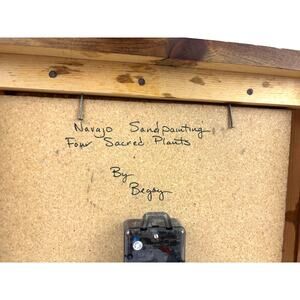 Navajo Sandpainting
Four Sacred Plants
By
Begay